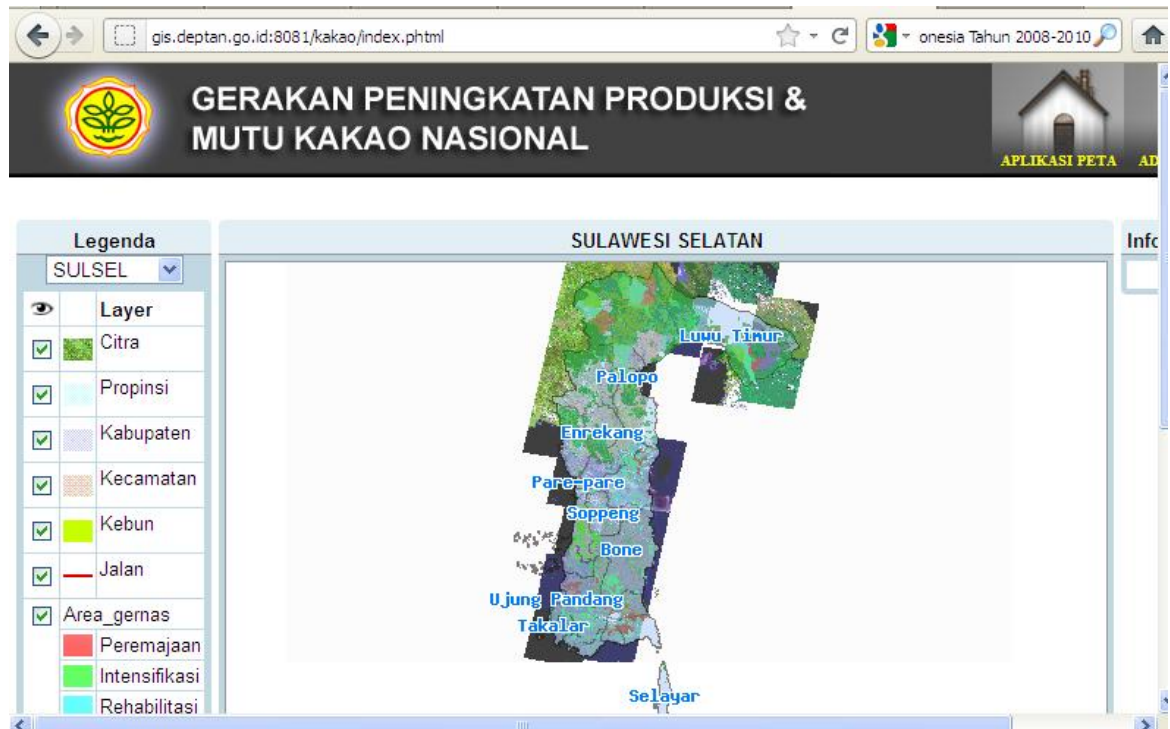 gis.deptan.go.id:8081/kakao/index.phtml
onesia Tahun 2008-2010
GERAKAN PENINGKATAN PRODUKSI &
MUTU KAKAO NASIONAL
APLIKASI PETA
AD
Legenda
SULSEL
Layer
Citra
Propinsi
Kabupaten
Kecamatan
Kebun
Jalan
Area_gernas
Peremajaan
Intensifikasi
Rehabilitasi
SULAWESI SELATAN
Luwu Timur
Palopo
Enrekang
Pare-pare
Soppeng
Bone
Ujung Pandang
Takalar
Selayar
Info